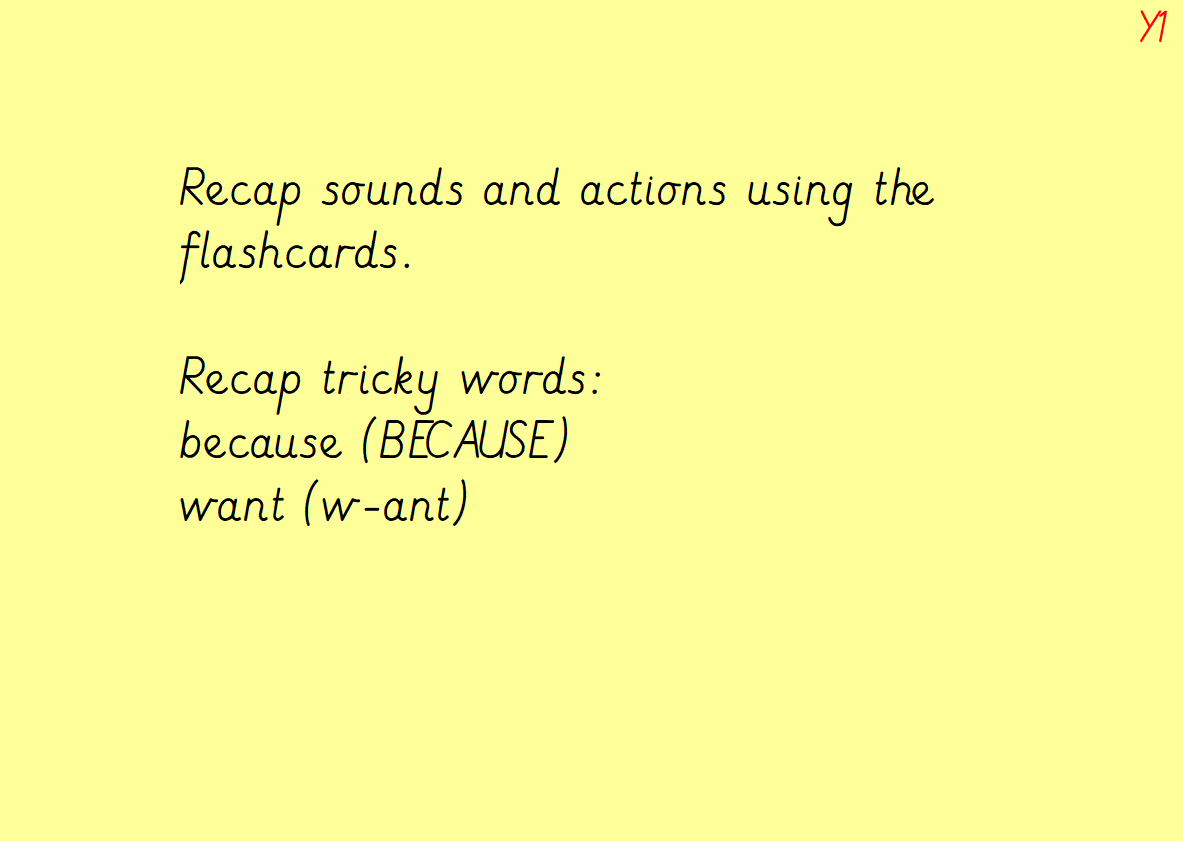 Y1
Recap sounds and actions using the
flashcards.
Recap tricky words:
because (BECAUSE)
want (w-ant)